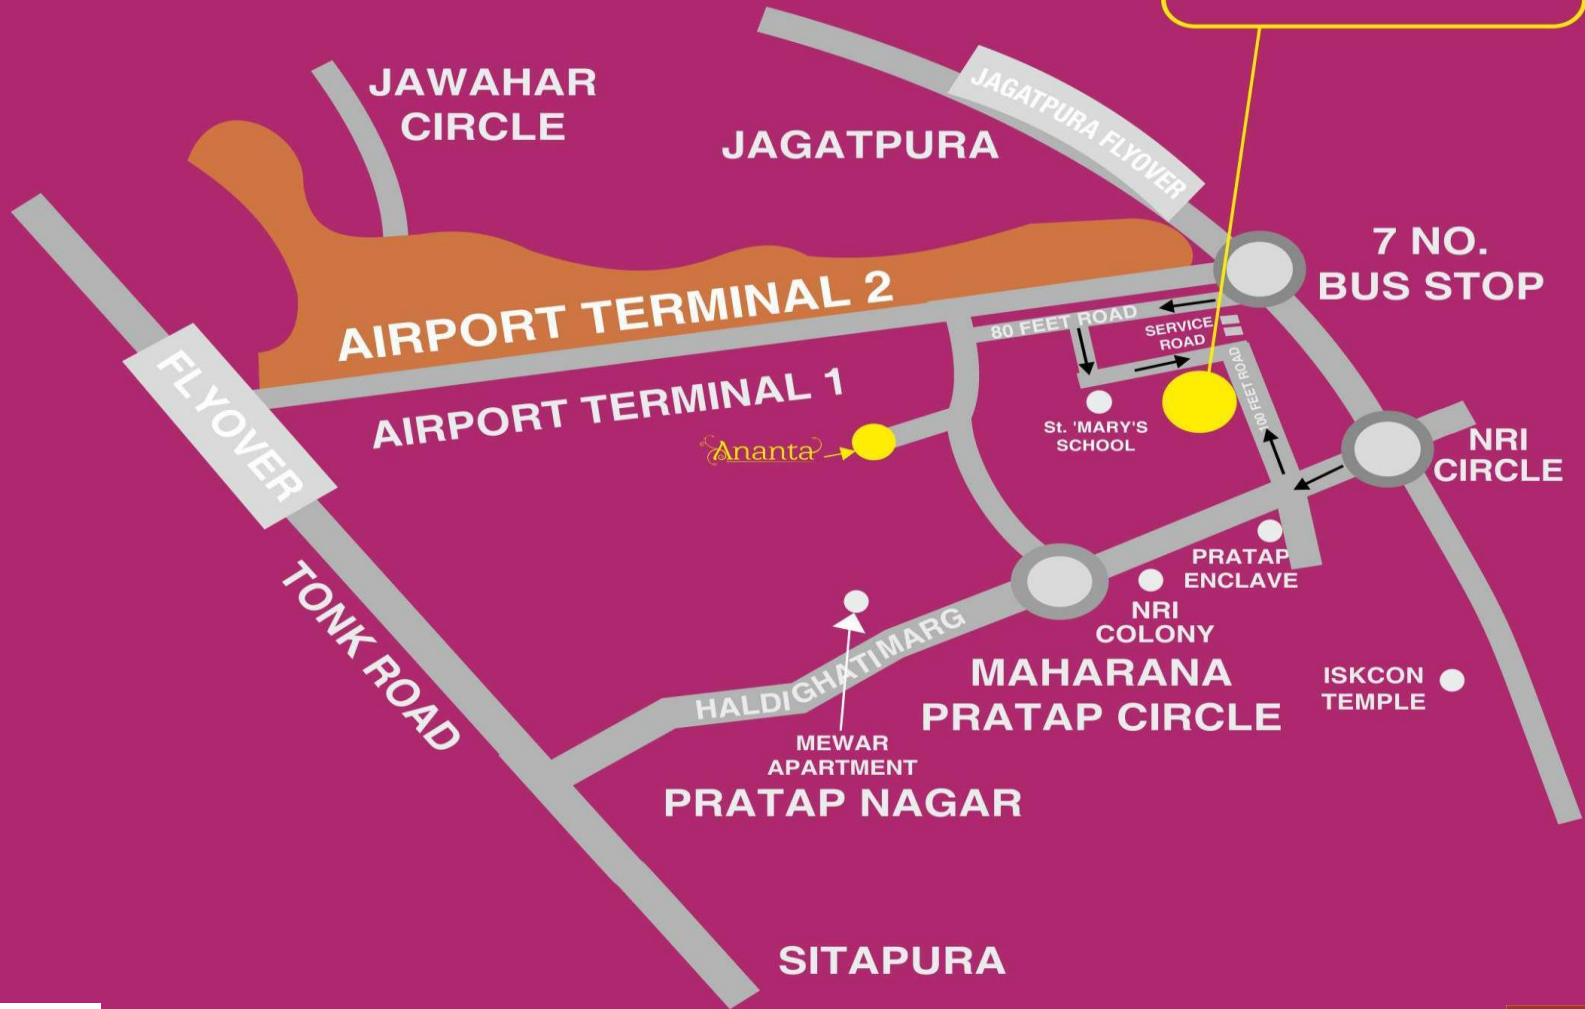 JAWAHAR
CIRCLE
JAGATPURA
JAGATPURA FLYOVER
7 NO.
BUS STOP
AIRPORT TERMINAL 2
80 FEET ROAD
SERVICE
ROAD
FLYOVER
AIRPORT TERMINAL 1
100 FEET ROAD
Ananta
St. 'MARY'S
SCHOOL
NRI
CIRCLE
PRATAP
ENCLAVE
TONK ROAD
NRI
COLONY
HALDIGHATI MARG
MAHARANA
PRATAP CIRCLE
ISKCON
TEMPLE
MEWAR
APARTMENT
PRATAP NAGAR
SITAPURA